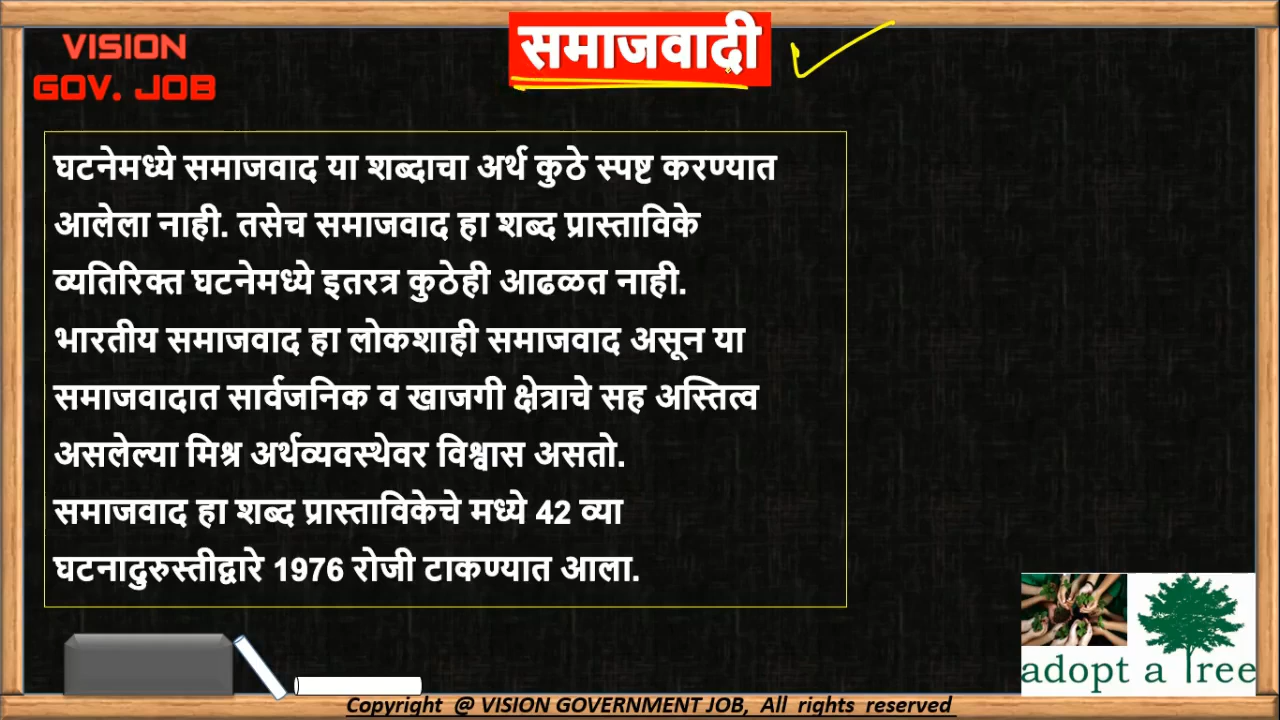 समाजवादी
VISION
GOV. JOB
घटनेमध्ये समाजवाद या शब्दाचा अर्थ कुठे स्पष्ट करण्यात
आलेला नाही. तसेच समाजवाद हा शब्द प्रास्ताविके
व्यतिरिक्त घटनेमध्ये इतरत्र कुठेही आढळत नाही.
भारतीय समाजवाद हा लोकशाही समाजवाद असून या
समाजवादात सार्वजनिक व खाजगी क्षेत्राचे सह अस्तित्व
असलेल्या मिश्र अर्थव्यवस्थेवर विश्वास असतो.
समाजवाद हा शब्द प्रास्ताविकेचे मध्ये 42 व्या
घटनादुरुस्तीद्वारे 1976 रोजी टाकण्यात आला.
adopt a Tree
Copyright @ VISION GOVERNMENT JOB, All rights reserved